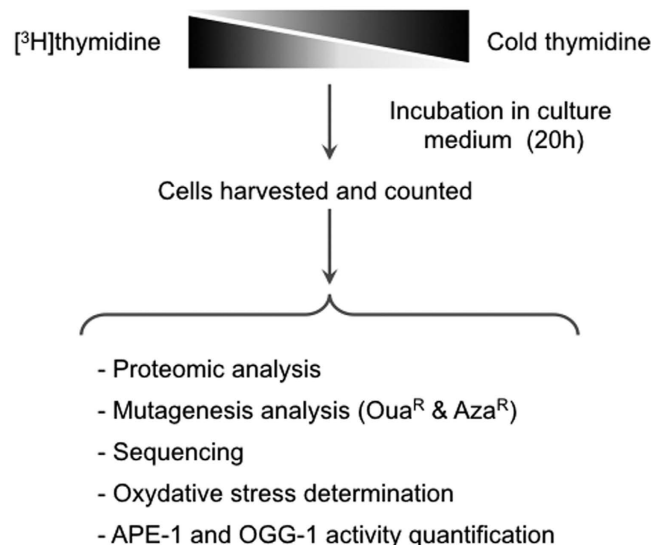 [³H]thymidine
Cold thymidine
Incubation in culture
medium (20h)
Cells harvested and counted
- Proteomic analysis
- Mutagenesis analysis (Ouaᴿ & Azaᴿ)
- Sequencing
- Oxydative stress determination
- APE-1 and OGG-1 activity quantification